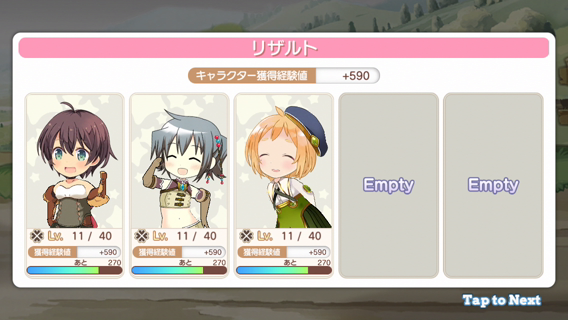 リザルト
キャラクター獲得経験値 +590
Empty Empty
Lv. 11 / 40 Lv. 11 / 40 Lv. 11 / 40
獲得経験値 +590 獲得経験値 +590 獲得経験値 +590
あと 270 あと 270 あと 270
Tap to Next